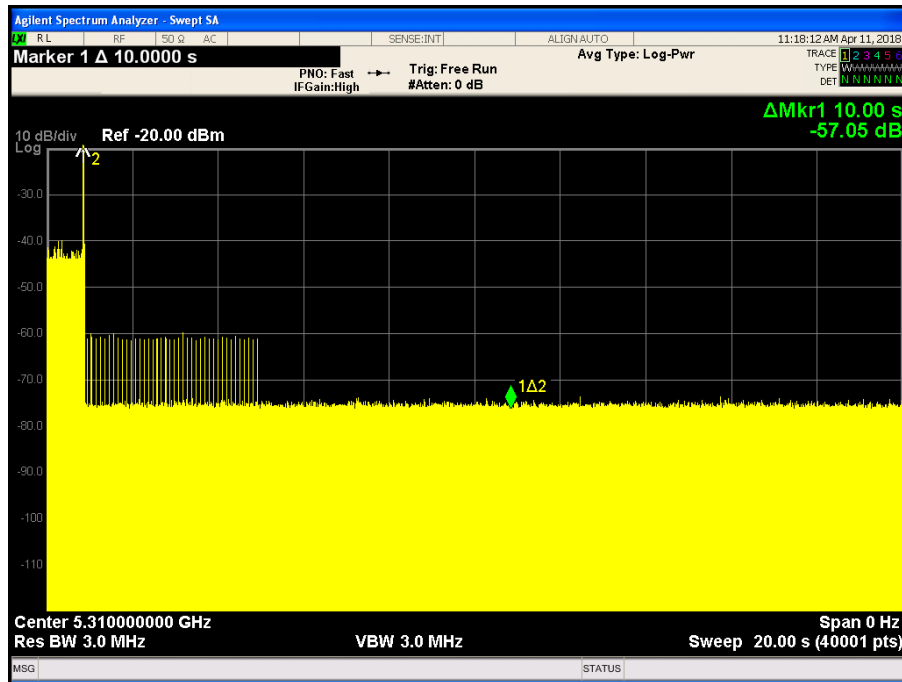 Agilent Spectrum Analyzer - Swept SA
LXI RL RF 50 Ω AC SENSE:INT ALIGN AUTO 11:18:12 AM Apr 11, 2018
Marker 1 Δ 10.0000 s
PNO: Fast
IFGain:High
Trig: Free Run
#Atten: 0 dB
Avg Type: Log-Pwr
TRACE 1 2 3 4 5 6
TYPE WWWWWW
DET N N N N N N
ΔMkr1 10.00 s
-57.05 dB
10 dB/div Ref -20.00 dBm
Log
2
-30.0
-40.0
-50.0
-60.0
-70.0
1Δ2
-80.0
-90.0
-100
-110
Center 5.310000000 GHz Span 0 Hz
Res BW 3.0 MHz VBW 3.0 MHz Sweep 20.00 s (40001 pts)
MSG STATUS